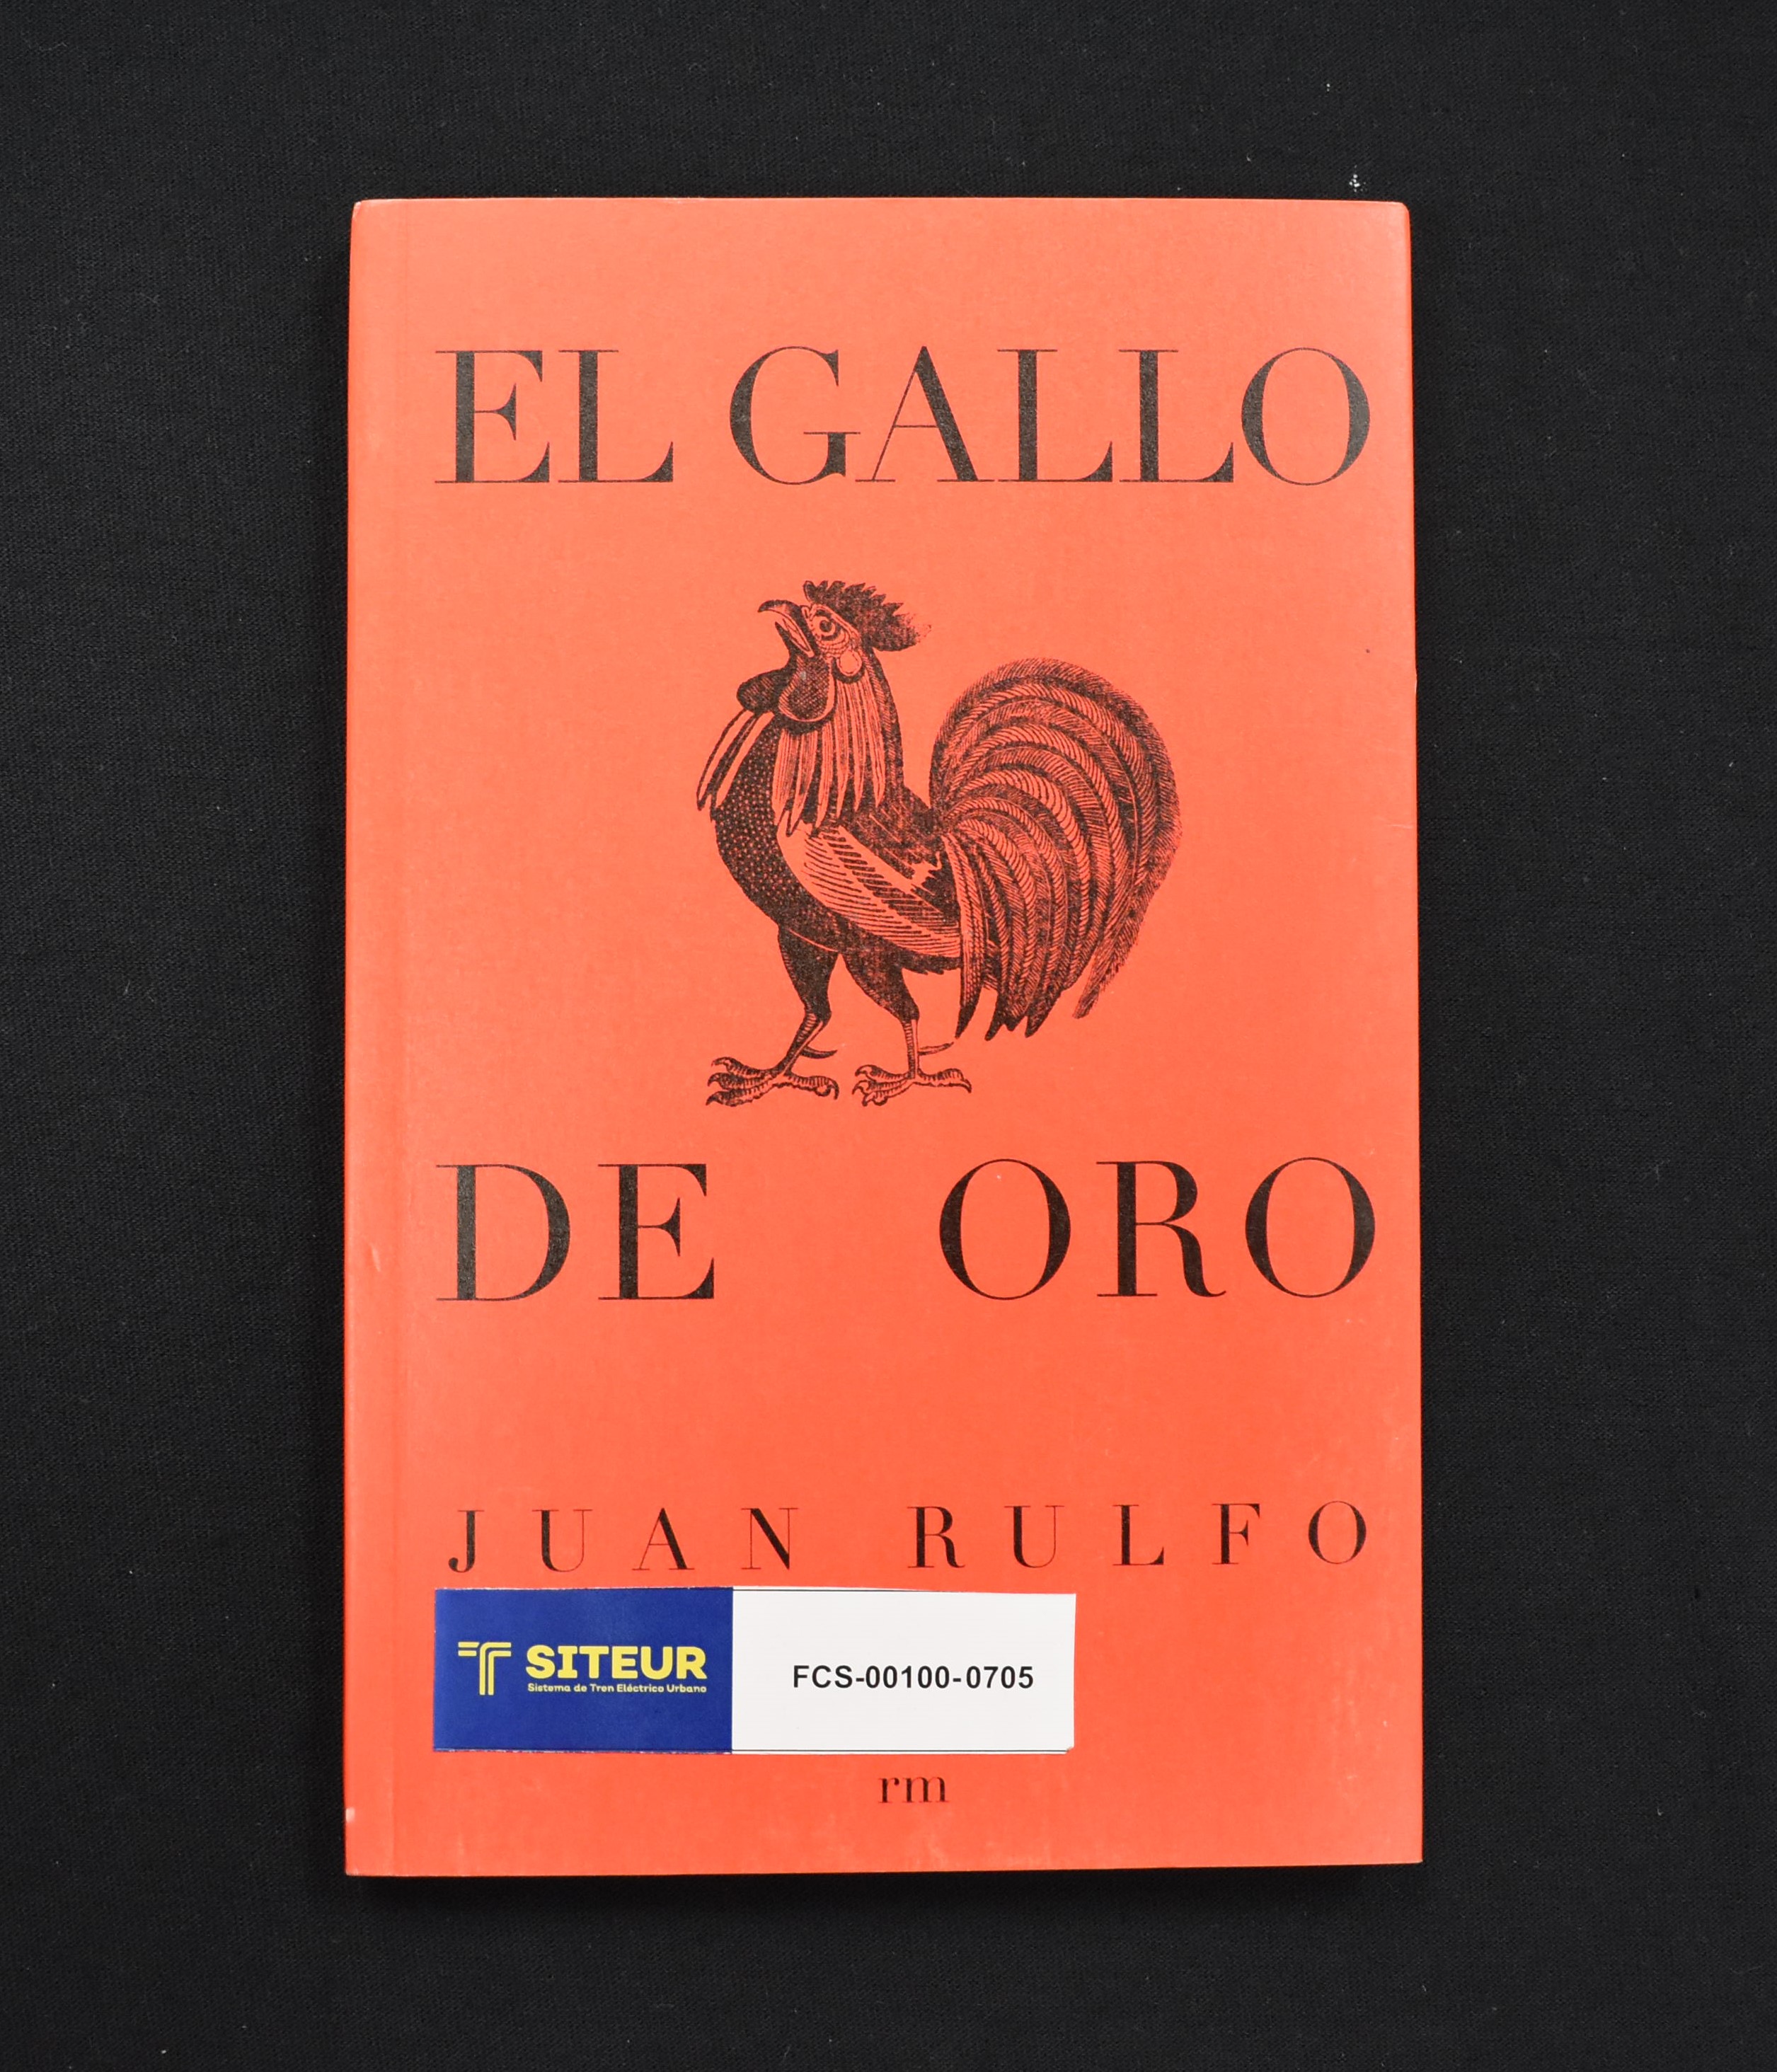 EL GALLO
DE ORO
JUAN RULFO
SITEUR
Sistema de Tren Eléctrico Urbano
FCS-00100-0705
rm